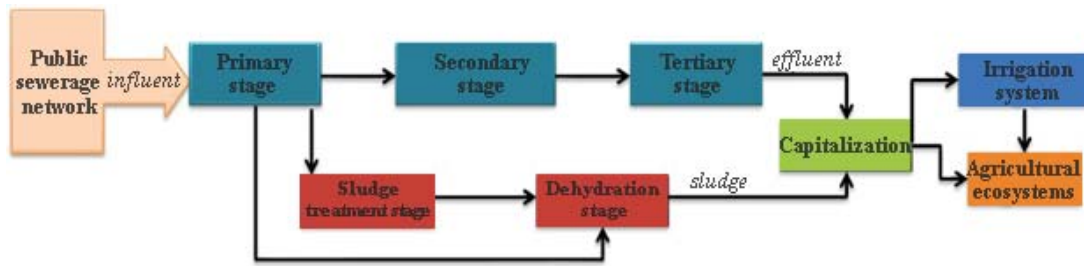 Public
sewerage
network
influent
Primary
stage
Secondary
stage
Tertiary
stage
effluent
Irrigation
system
Capitalization
Agricultural
ecosystems
Sludge
treatment stage
Dehydration
stage
sludge